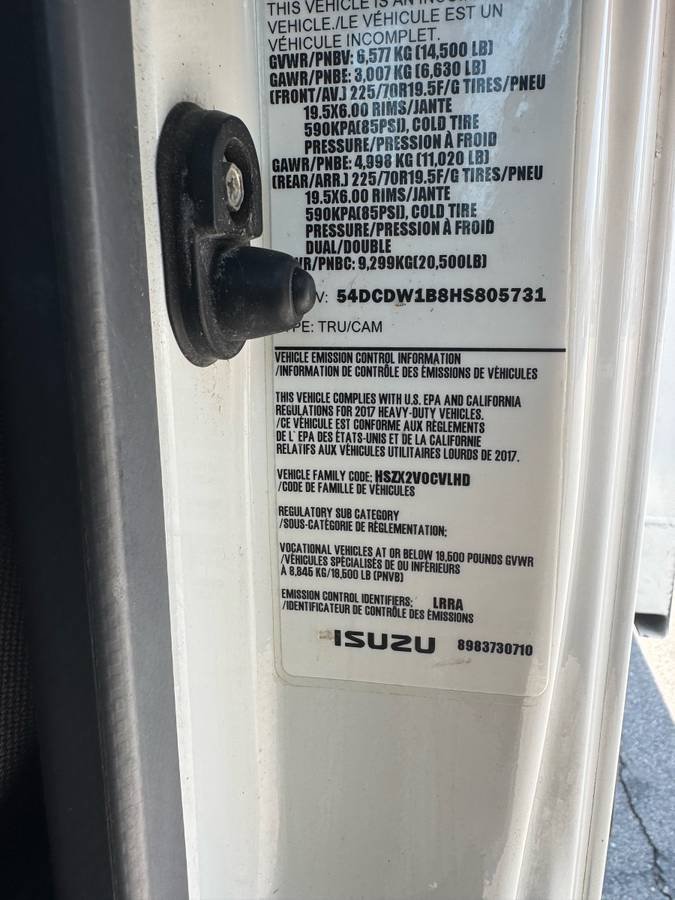 THIS VEHICLE IS AN
VEHICLE./LE VÉHICULE EST UN
VÉHICULE INCOMPLET.
GVWR/PNBV: 6,577 KG (14,500 LB)
GAWR/PNBE: 3,007 KG (6,630 LB)
(FRONT/AV.) 225/70R19.5F/G TIRES/PNEU
19.5X6.00 RIMS/JANTE
590KPA(85PSI), COLD TIRE
PRESSURE/PRESSION À FROID
GAWR/PNBE: 4,998 KG (11,020 LB)
(REAR/ARR.) 225/70R19.5F/G TIRES/PNEU
19.5X6.00 RIMS/JANTE
590KPA(85PSI), COLD TIRE
PRESSURE/PRESSION À FROID
DUAL/DOUBLE
WR/PNBC: 9,299KG(20,500LB)
V: 54DCDW1B8HS805731
PE: TRU/CAM
VEHICLE EMISSION CONTROL INFORMATION
/INFORMATION DE CONTRÔLE DES ÉMISSIONS DE VÉHICULES
THIS VEHICLE COMPLIES WITH U.S. EPA AND CALIFORNIA
REGULATIONS FOR 2017 HEAVY-DUTY VEHICLES.
/CE VÉHICULE EST CONFORME AUX RÈGLEMENTS
DE L' EPA DES ÉTATS-UNIS ET DE LA CALIFORNIE
RELATIFS AUX VÉHICULES UTILITAIRES LOURDS DE 2017.
VEHICLE FAMILY CODE: HSZX2VOCVLHD
/CODE DE FAMILLE DE VÉHICULES
REGULATORY SUB CATEGORY
/SOUS-CATÉGORIE DE RÉGLEMENTATION;
VOCATIONAL VEHICLES AT OR BELOW 19,500 POUNDS GVWR
/VÉHICULES SPÉCIALISÉS DE OU INFÉRIEURS
À 8,845 KG/19,500 LB (PNVB)
EMISSION CONTROL IDENTIFIERS: LRRA
/IDENTIFICATEUR DE CONTRÔLE DES ÉMISSIONS
ISUZU 8983730710